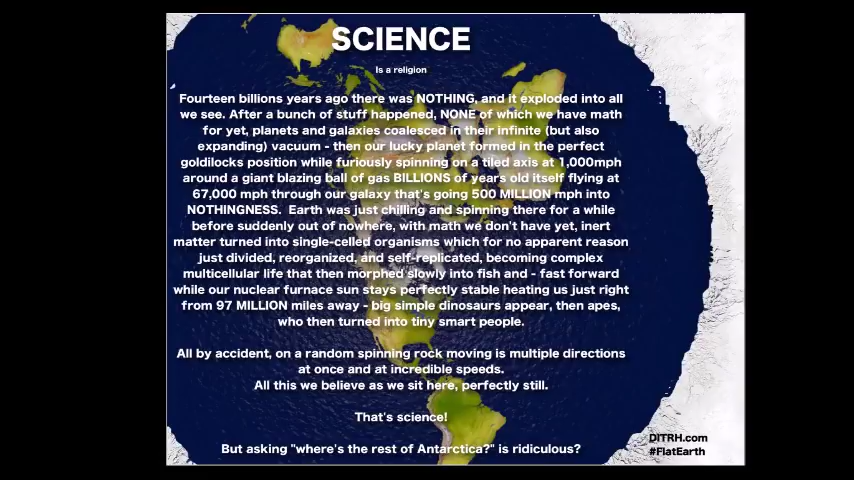 SCIENCE
Is a religion
Fourteen billions years ago there was NOTHING, and it exploded into all
we see. After a bunch of stuff happened, NONE of which we have math
for yet, planets and galaxies coalesced in their infinite (but also
expanding) vacuum - then our lucky planet formed in the perfect
goldilocks position while furiously spinning on a tiled axis at 1,000mph
around a giant blazing ball of gas BILLIONS of years old itself flying at
67,000 mph through our galaxy that's going 500 MILLION mph into
NOTHINGNESS. Earth was just chilling and spinning there for a while
before suddenly out of nowhere, with math we don't have yet, inert
matter turned into single-celled organisms which for no apparent reason
just divided, reorganized, and self-replicated, becoming complex
multicellular life that then morphed slowly into fish and - fast forward
while our nuclear furnace sun stays perfectly stable heating us just right
from 97 MILLION miles away - big simple dinosaurs appear, then apes,
who then turned into tiny smart people.
All by accident, on a random spinning rock moving is multiple directions
at once and at incredible speeds.
All this we believe as we sit here, perfectly still.
That's science!
But asking "where's the rest of Antarctica?" is ridiculous?
DITRH.com
#FlatEarth